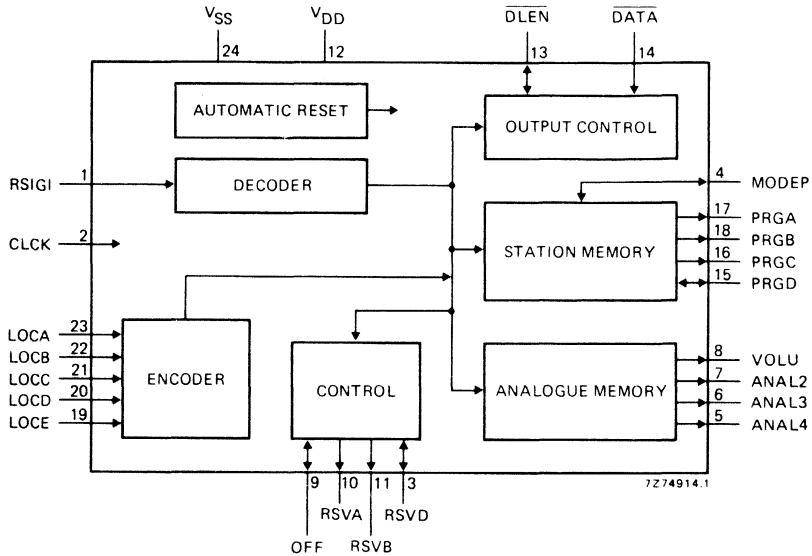 VSS
VDD
DLEN
DATA
24
12
13
14
AUTOMATIC RESET
OUTPUT CONTROL
RSIGI
1
DECODER
4
MODEP
17
PRGA
CLCK
2
18
PRGB
STATION MEMORY
16
PRGC
15
PRGD
LOCA
23
LOCB
22
LOCC
21
LOCD
20
LOCE
19
ENCODER
CONTROL
ANALOGUE MEMORY
8
VOLU
7
ANAL2
6
ANAL3
5
ANAL4
9
10
11
3
7Z74914.1
RSVA
RSVD
OFF
RSVB